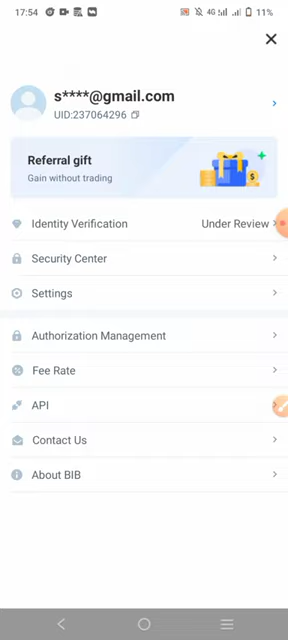 17:54
4G
11%
s****@gmail.com
UID:237064296
Referral gift
Gain without trading
Identity Verification Under Review
Security Center
Settings
Authorization Management
Fee Rate
API
Contact Us
About BIB